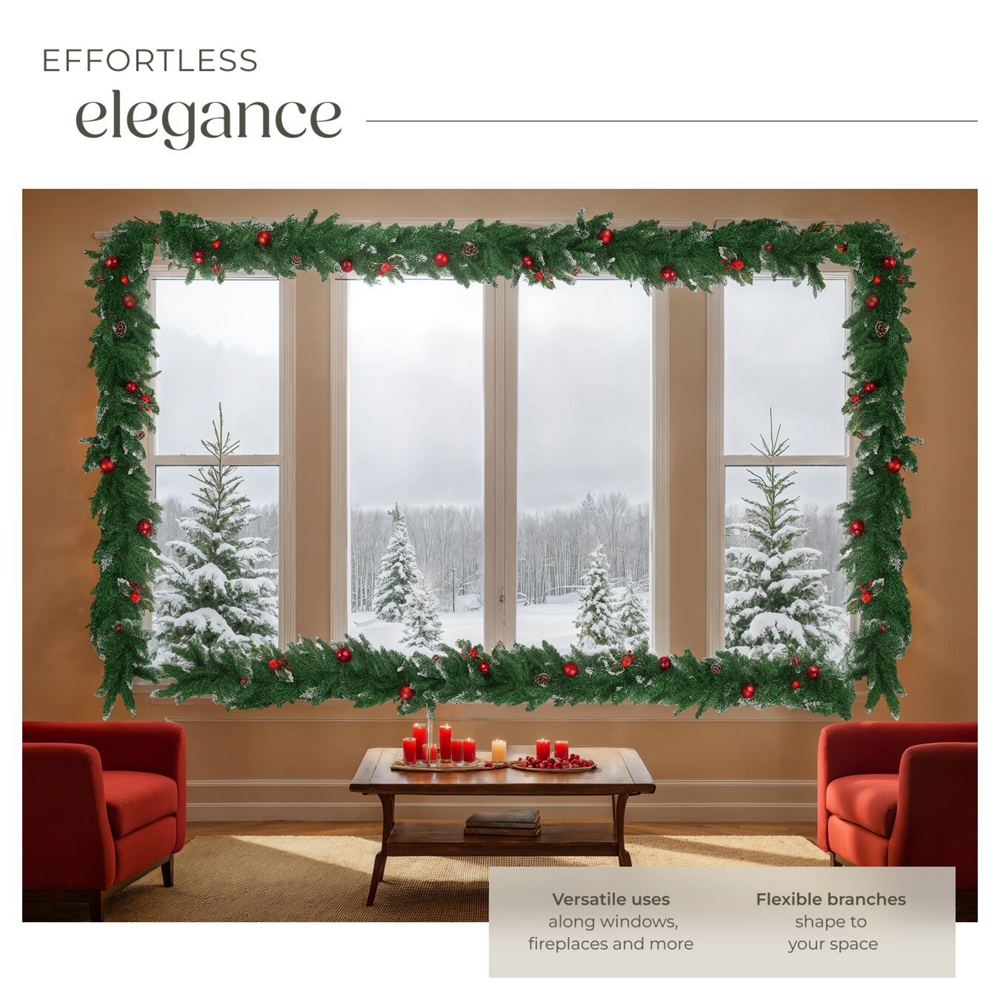 EFFORTLESS
elegance
Versatile uses
along windows,
fireplaces and more
Flexible branches
shape to
your space